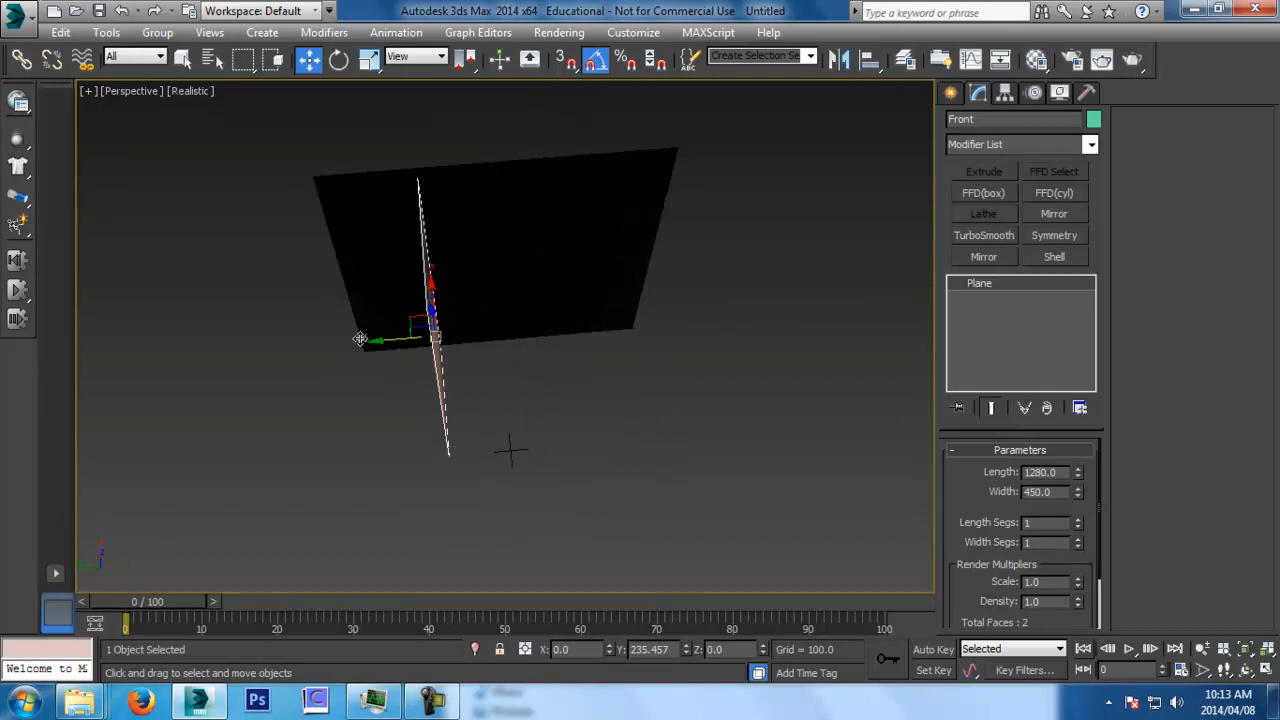 Workspace: Default
Autodesk 3ds Max 2014 x64 Educational - Not for Commercial Use Untitled
Type a keyword or phrase
Edit Tools Group Views Create Modifiers Animation Graph Editors Rendering Customize MAXScript Help
All View 3 Create Selection Se
[+] [Perspective] [Realistic]
Front
Modifier List
Extrude FFD Select
FFD(box) FFD(cyl)
Lathe Mirror
TurboSmooth Symmetry
Mirror Shell
Plane
- Parameters
Length: 1280.0
Width: 450.0
Length Segs: 1
Width Segs: 1
Render Multipliers
Scale: 1.0
Density: 1.0
Total Faces: 2
z
< 0 / 100 >
0 10 20 30 40 50 60 70 80 90 100
1 Object Selected X: 0.0 Y: 235.457 Z: 0.0 Grid = 100.0 Auto Key Selected
Welcome to M Click and drag to select and move objects Add Time Tag Set Key Key Filters... 0
Ps
10:13 AM
2014/04/08